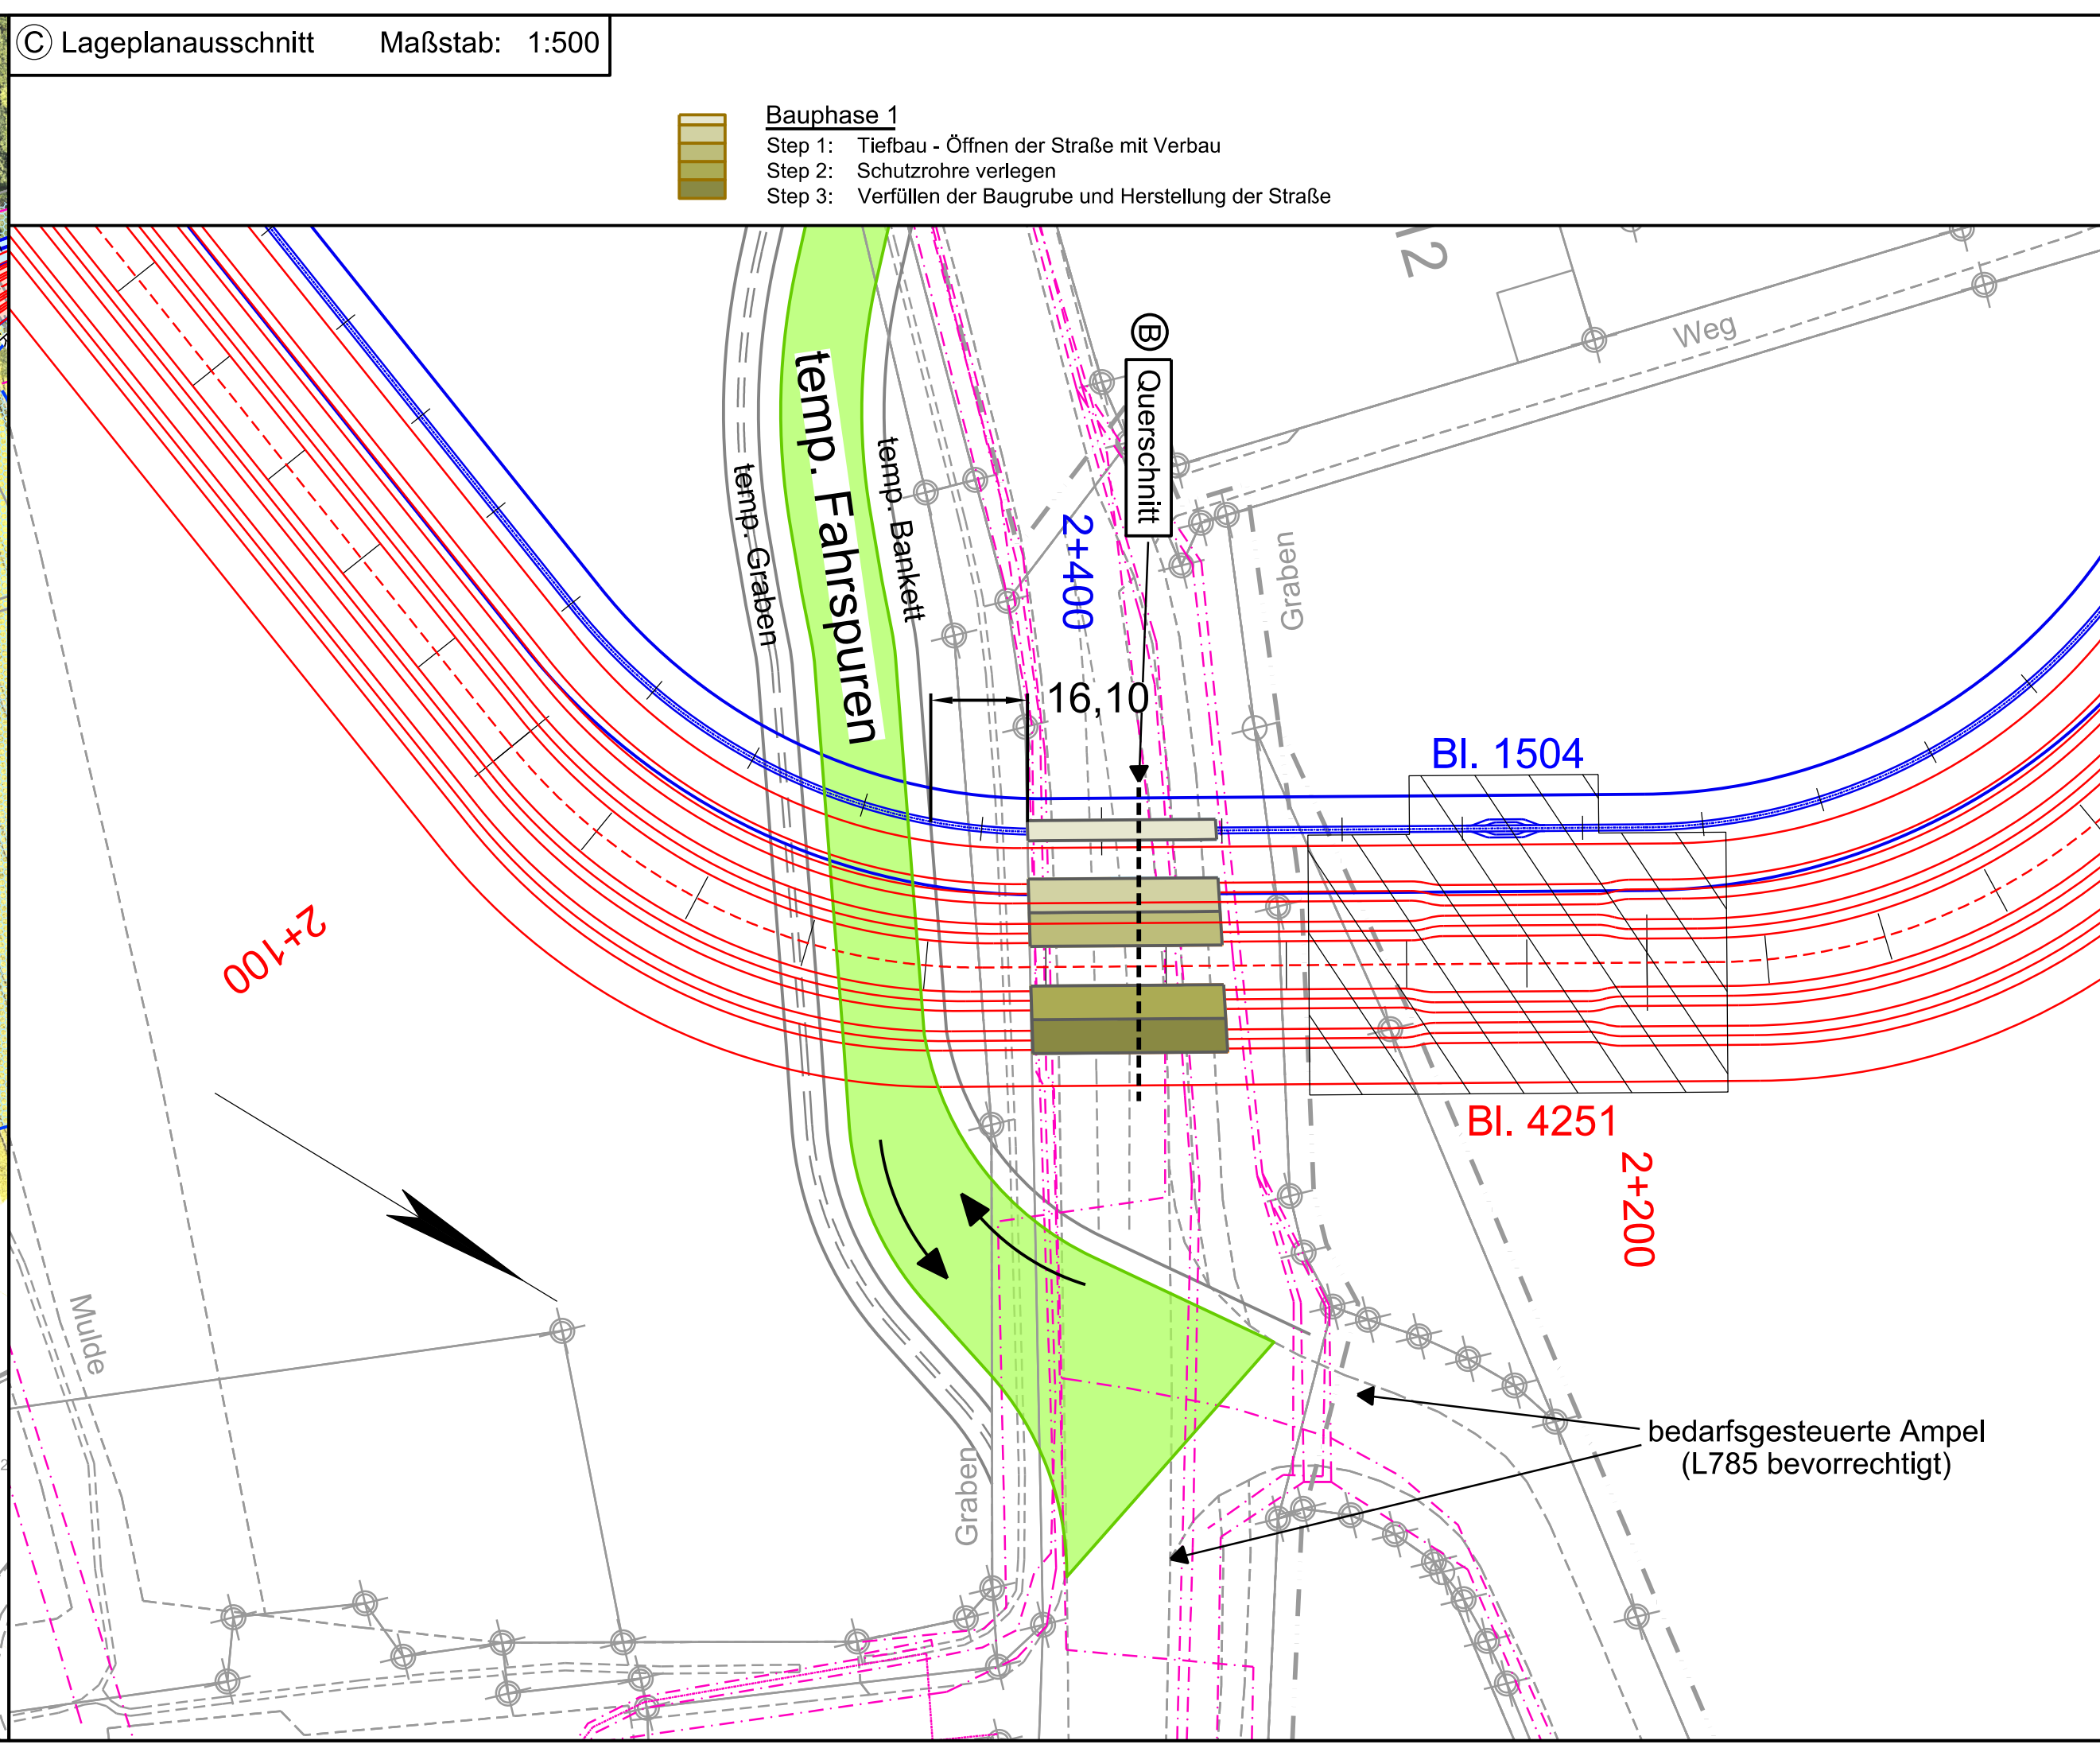 C Lageplanausschnitt Maßstab: 1:500
Bauphase 1
Step 1: Tiefbau - Öffnen der Straße mit Verbau
Step 2: Schutzrohre verlegen
Step 3: Verfüllen der Baugrube und Herstellung der Straße
12
Weg
B
Querschnitt
temp. Fahrspuren
temp. Bankett
temp. Graben
2+400
Graben
16,10
Bl. 1504
2+100
Bl. 4251
2+200
Mulde
bedarfsgesteuerte Ampel
(L785 bevorrechtigt)
Graben